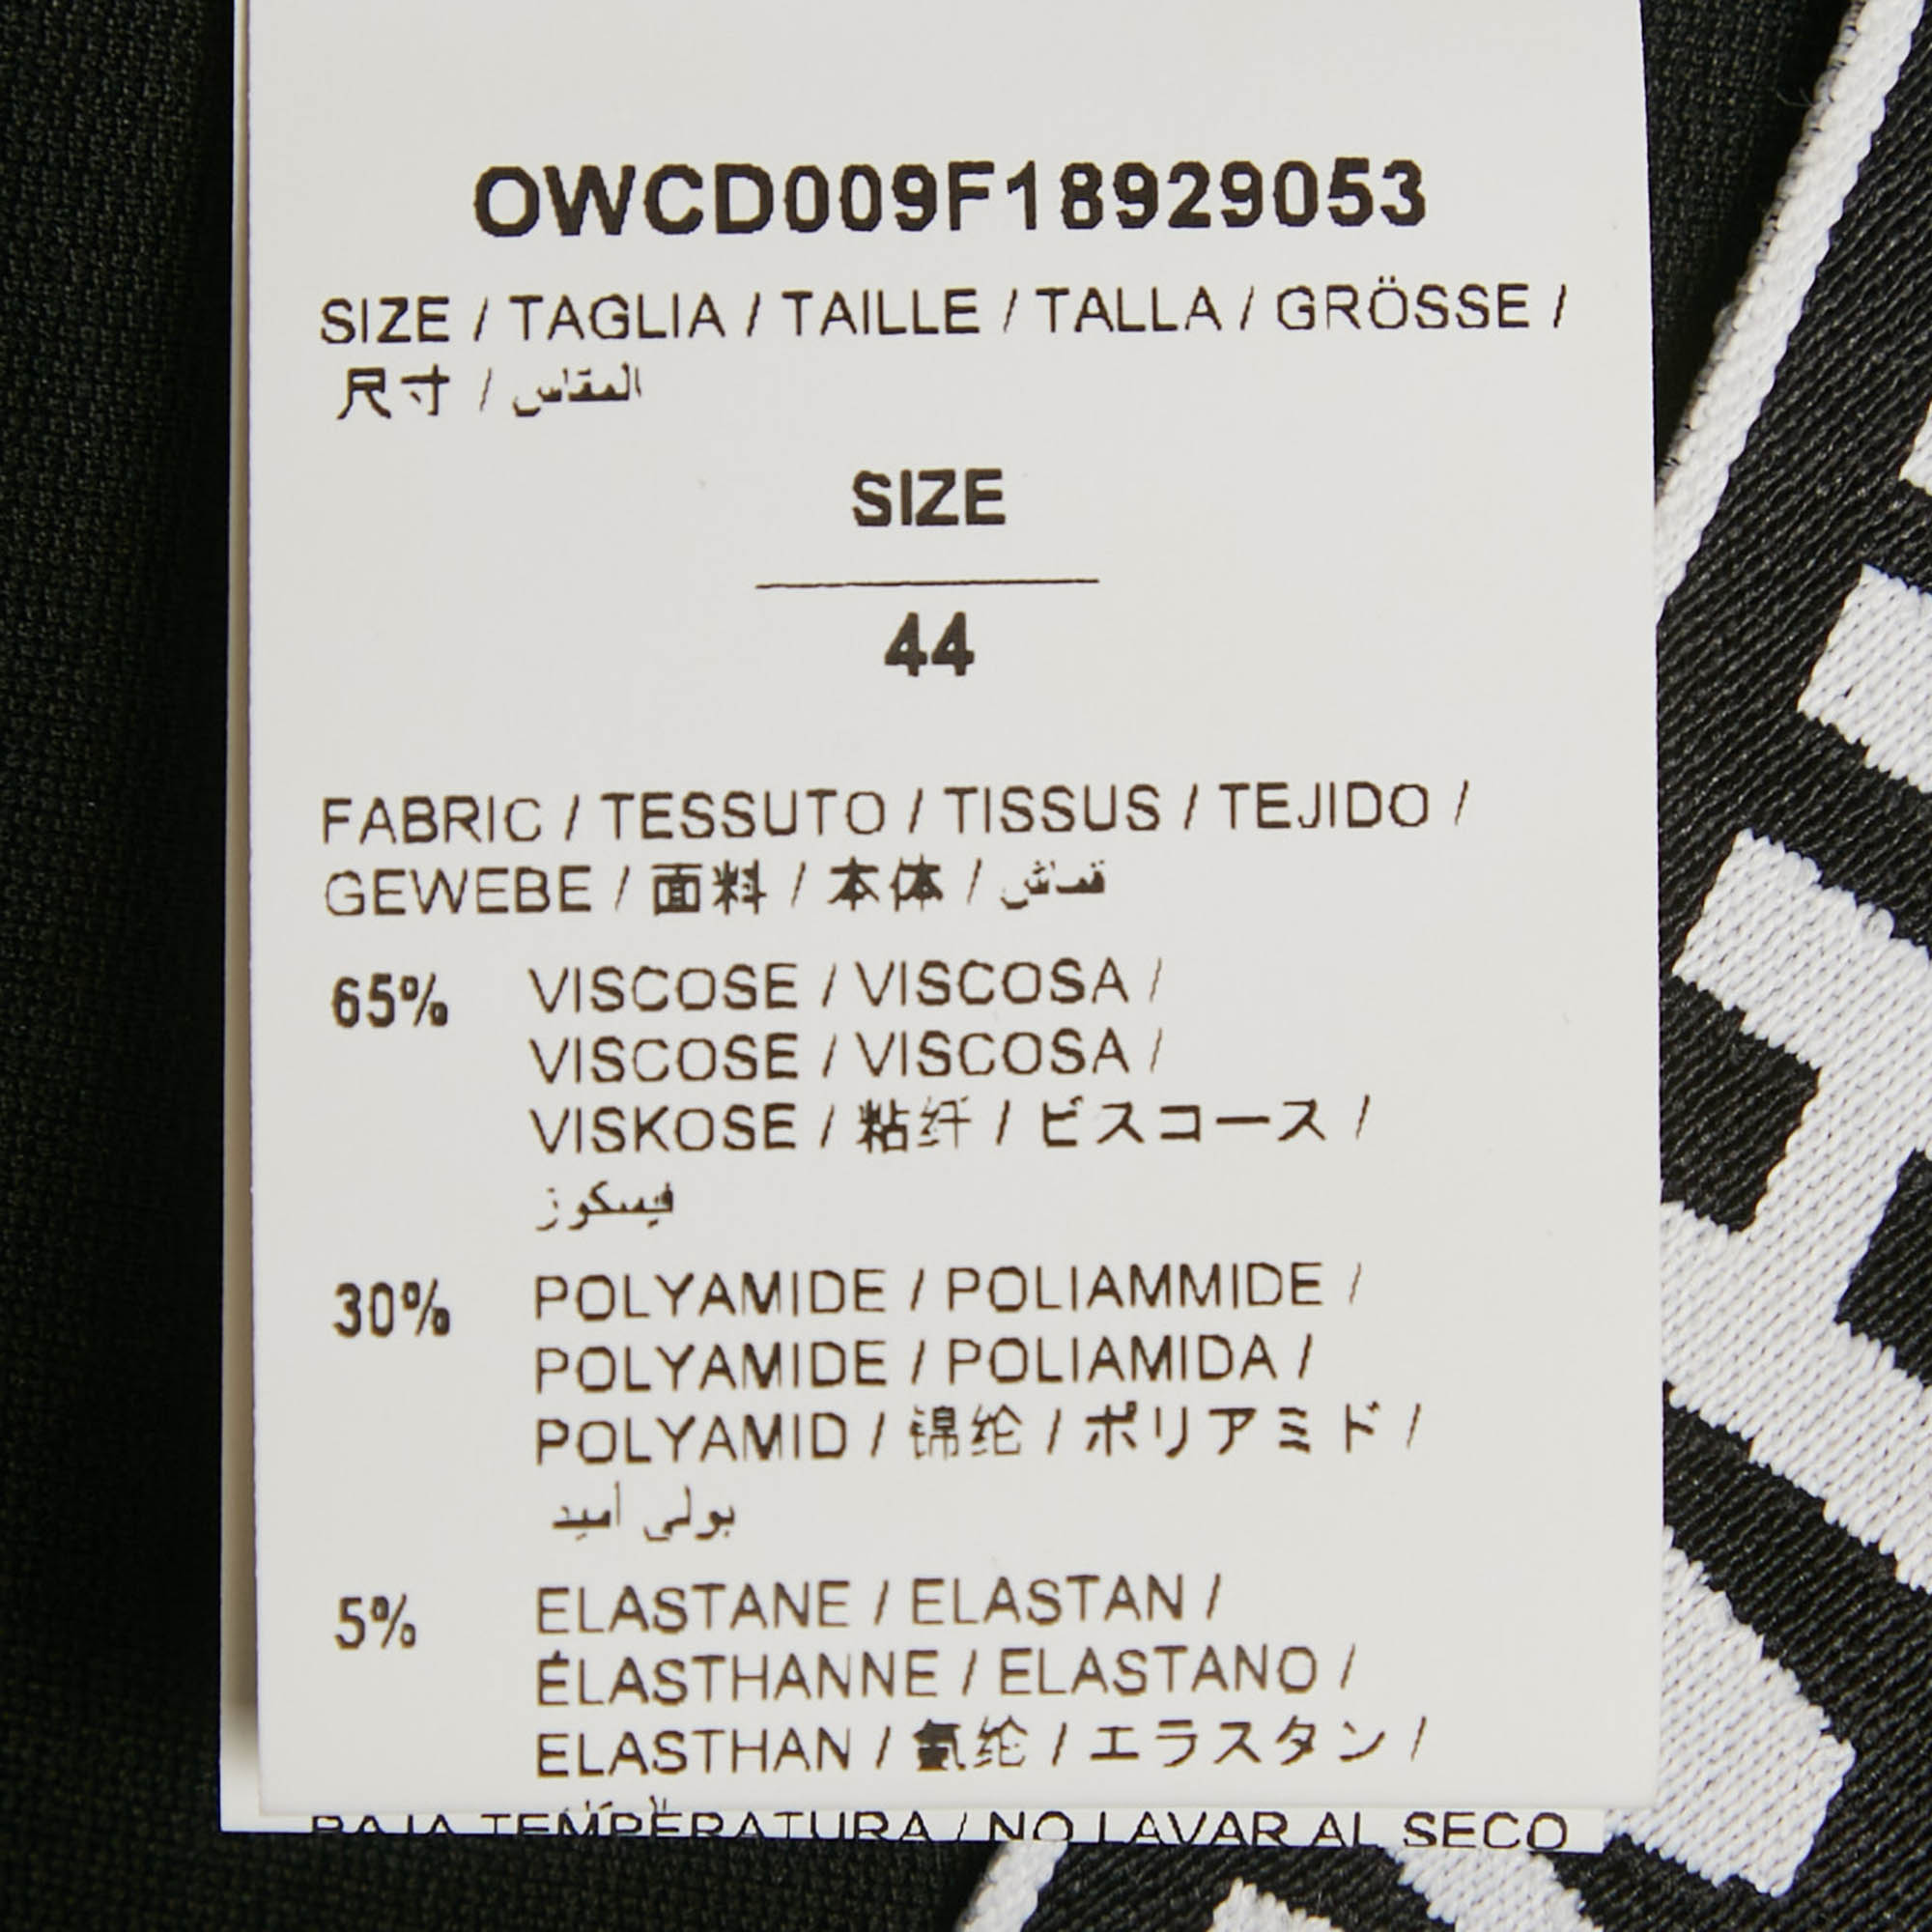 OWCD009F18929053
SIZE / TAGLIA / TAILLE / TALLA / GRÖSSE /
尺寸 / المقاس
SIZE
44
FABRIC / TESSUTO / TISSUS / TEJIDO /
GEWEBE / 面料 / 本体 / قماش
65% VISCOSE / VISCOSA /
VISCOSE / VISCOSA /
VISKOSE / 粘纤 / ビスコース /
فيسكوز
30% POLYAMIDE / POLIAMMIDE /
POLYAMIDE / POLIAMIDA /
POLYAMID / 锦纶 / ポリアミド /
بولي أميد
5% ELASTANE / ELASTAN /
ÉLASTHANNE / ELASTANO /
ELASTHAN / 氨纶 / エラスタン /
BAJA TEMPERATURA / NO LAVAR AL SECO